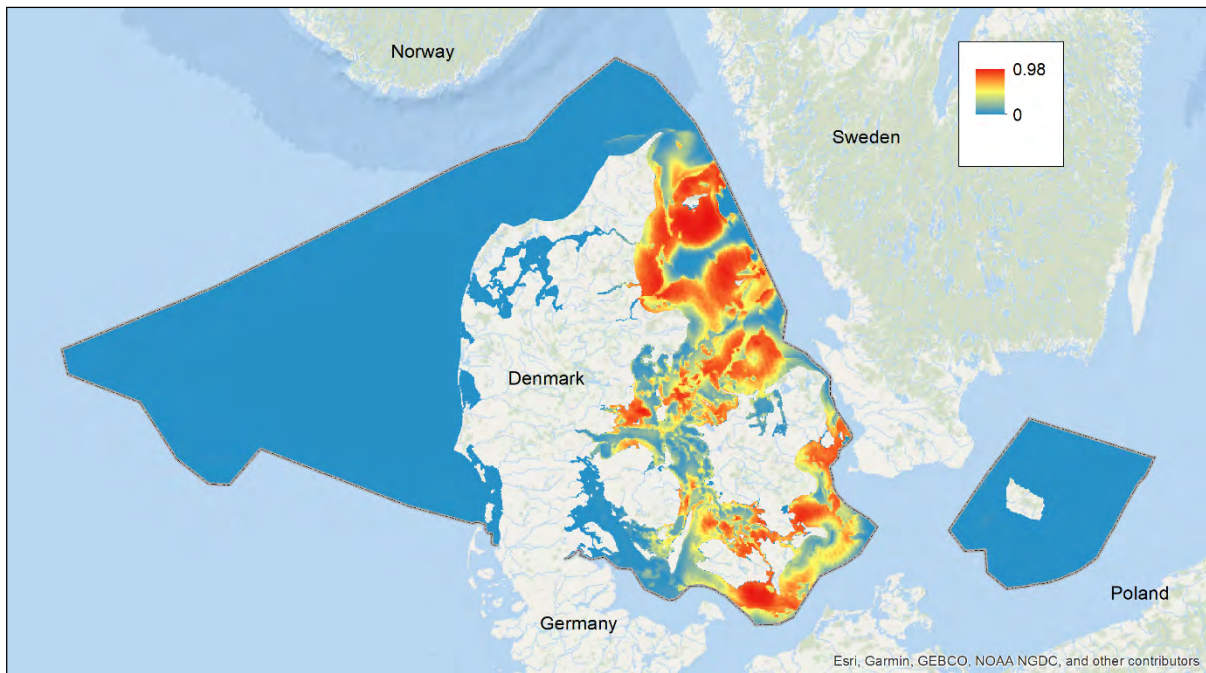 Norway
0.98
0
Sweden
Denmark
Poland
Germany
Esri, Garmin, GEBCO, NOAA NGDC, and other contributors